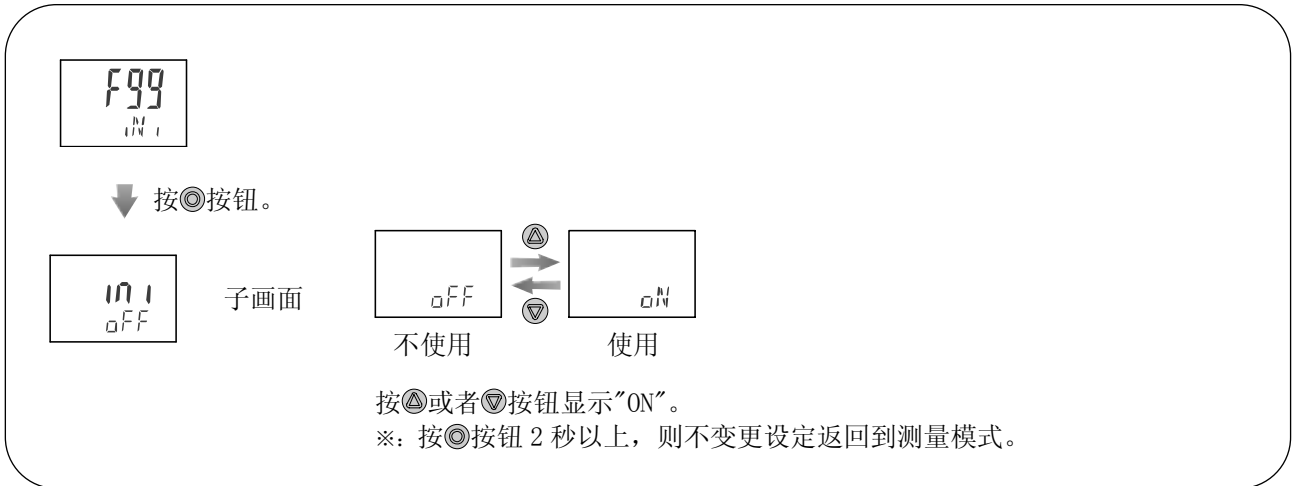 F99
ini
按◎按钮。
ini
oFF
子画面
oFF
oN
不使用
使用
按△或者▽按钮显示"ON"。
※: 按◎按钮 2 秒以上，则不变更设定返回到测量模式。